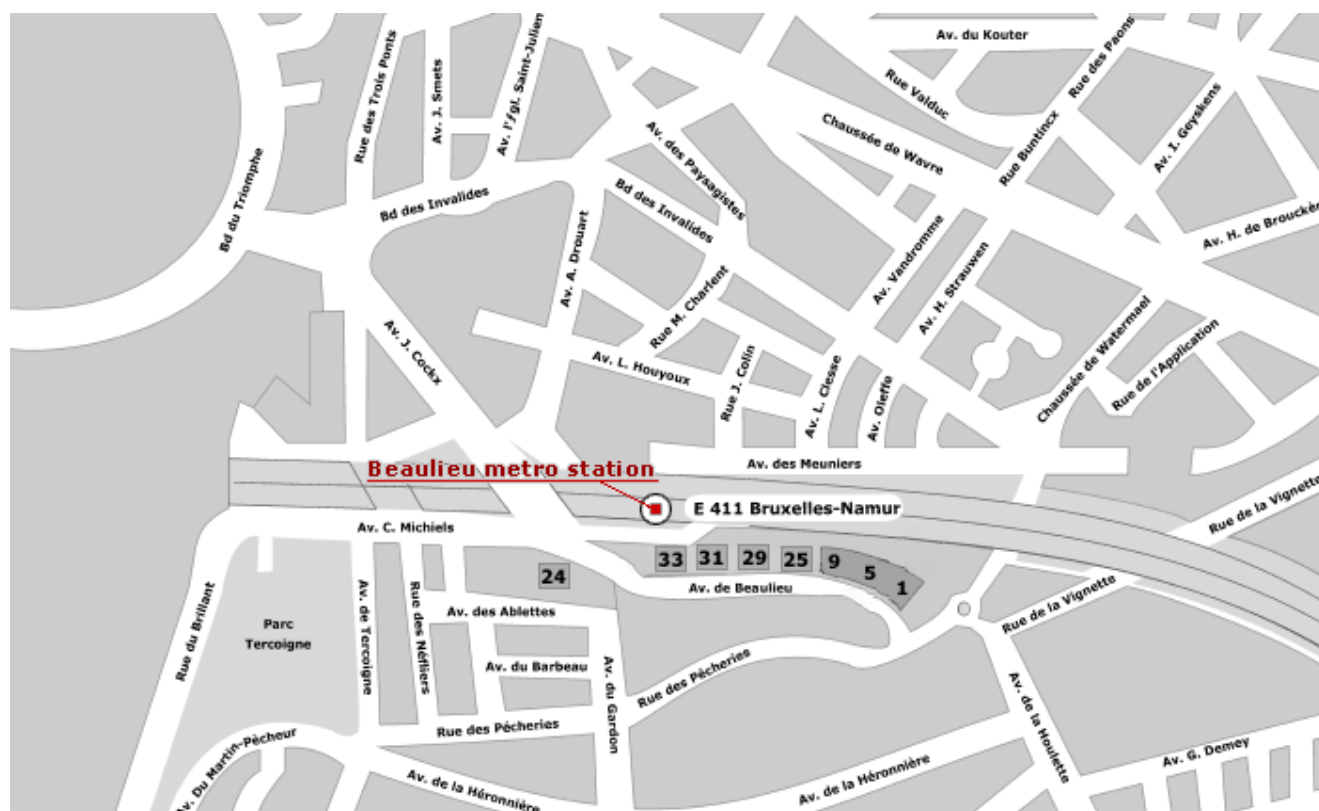 Av. du Kouter
Rue des Paons
Rue des Trois Ponts
Av. J. Smets
Av. l'fgl. Saint-Julien
Rue Valduc
Av. I. Geyskens
Chaussée de Wavre
Rue Buntincx
Av. des Paysagistes
Bd du Triomphe
Bd des Invalides
Bd des Invalides
Av. H. de Brouckèr
Av. A. Drouart
Av. Vandromme
Av. H. Strauwen
Rue M. Charlent
Av. J. Cockx
Av. L. Houyoux
Rue J. Colin
Av. L. Clesse
Av. Oleffe
Chaussée de Watermael
Rue de l'Application
Beaulieu metro station
Av. des Meuniers
E 411 Bruxelles-Namur
Rue de la Vignette
Av. C. Michiels
33
31
29
25
9
5
1
24
Av. de Beaulieu
Rue de la Vignette
Rue du Brillant
Parc
Tercoigne
Av. de Tercoigne
Rue des Néfliers
Av. des Ablettes
Av. du Barbeau
Rue des Pêcheries
Av. du Gardon
Rue des Pécheries
Av. de la Houlette
Av. G. Demey
Av. Du Martin-Pècheur
Av. de la Héronnière
Av. de la Héronnière